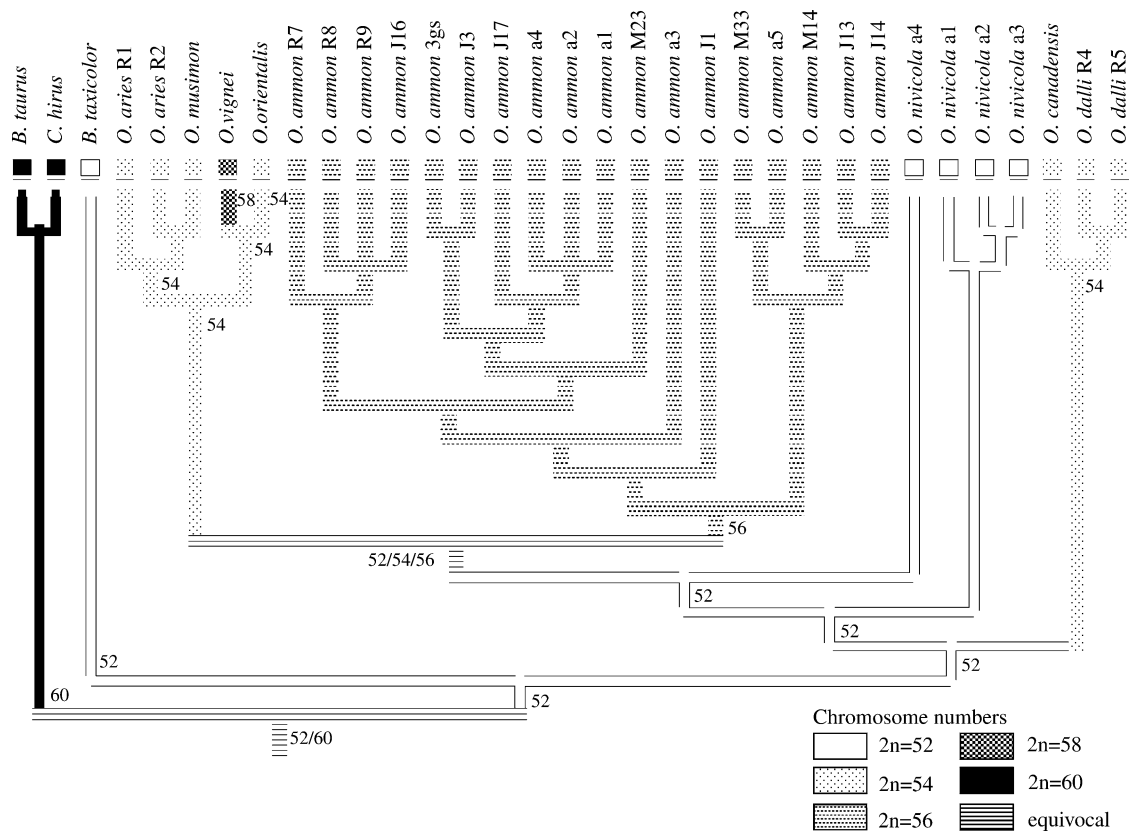 B. taurus
C. hirus
B. taxicolor
O. aries R1
O. aries R2
O. musimon
O.vignei
O.orientalis
O. ammon R7
O. ammon R8
O. ammon R9
O. ammon J16
O. ammon 3gs
O. ammon J3
O. ammon J17
O. ammon a4
O. ammon a2
O. ammon a1
O. ammon M23
O. ammon a3
O. ammon J1
O. ammon M33
O. ammon a5
O. ammon M14
O. ammon J13
O. ammon J14
O. nivicola a4
O. nivicola a1
O. nivicola a2
O. nivicola a3
O. canadensis
O. dalli R4
O. dalli R5
58
54
54
54
54
54
56
52/54/56
52
52
52
52
60
52
52/60
Chromosome numbers
2n=52
2n=58
2n=54
2n=60
2n=56
equivocal